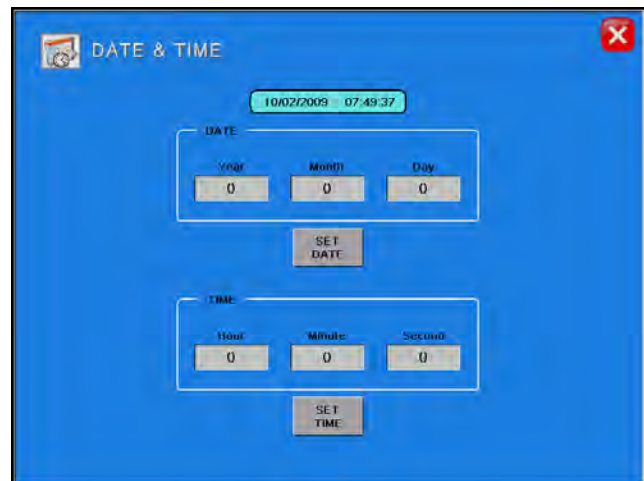 DATE & TIME
10/02/2009 07:49:37
DATE
Year Month Day
0 0 0
SET
DATE
TIME
Hour Minute Second
0 0 0
SET
TIME